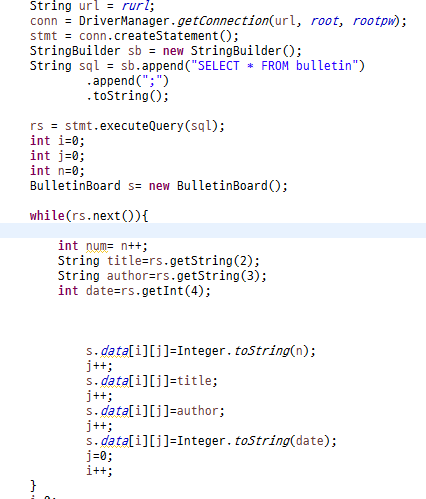 String url = rurl;
conn = DriverManager.getConnection(url, root, rootpw);
stmt = conn.createStatement();
StringBuilder sb = new StringBuilder();
String sql = sb.append("SELECT * FROM bulletin")
.append(";")
.toString();
rs = stmt.executeQuery(sql);
int i=0;
int j=0;
int n=0;
BulletinBoard s= new BulletinBoard();
while(rs.next()){
int num= n++;
String title=rs.getString(2);
String author=rs.getString(3);
int date=rs.getInt(4);
s.data[i][j]=Integer.toString(n);
j++;
s.data[i][j]=title;
j++;
s.data[i][j]=author;
j++;
s.data[i][j]=Integer.toString(date);
j=0;
i++;
}